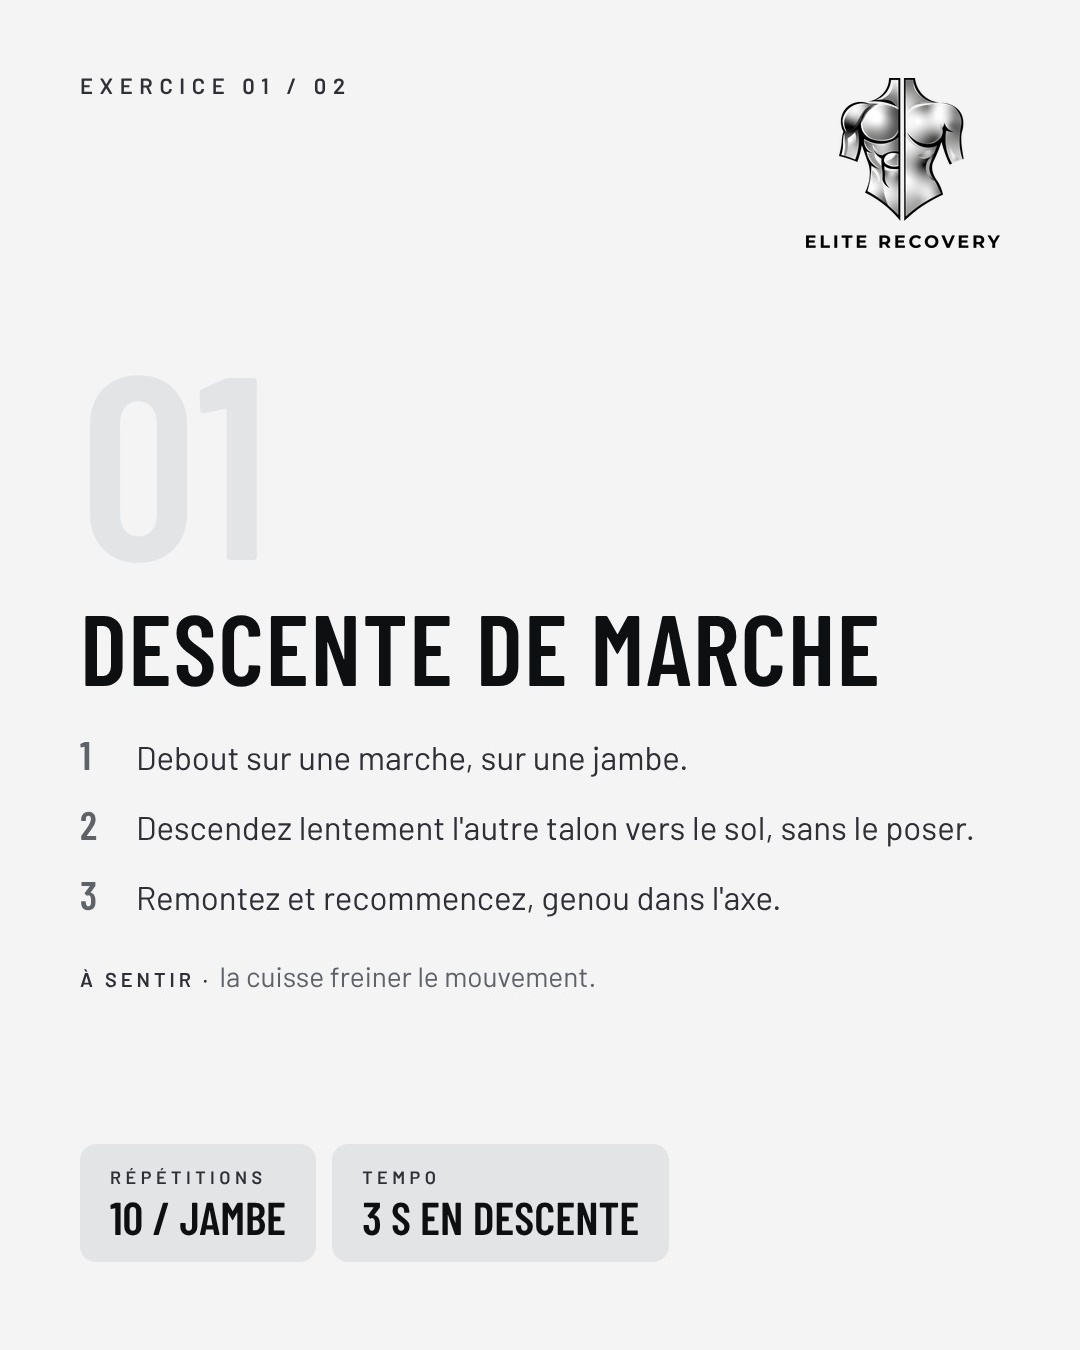 EXERCICE 01 / 02
ELITE RECOVERY
01
DESCENTE DE MARCHE
1 Debout sur une marche, sur une jambe.
2 Descendez lentement l'autre talon vers le sol, sans le poser.
3 Remontez et recommencez, genou dans l'axe.
À SENTIR · la cuisse freiner le mouvement.
RÉPÉTITIONS
10 / JAMBE
TEMPO
3 S EN DESCENTE